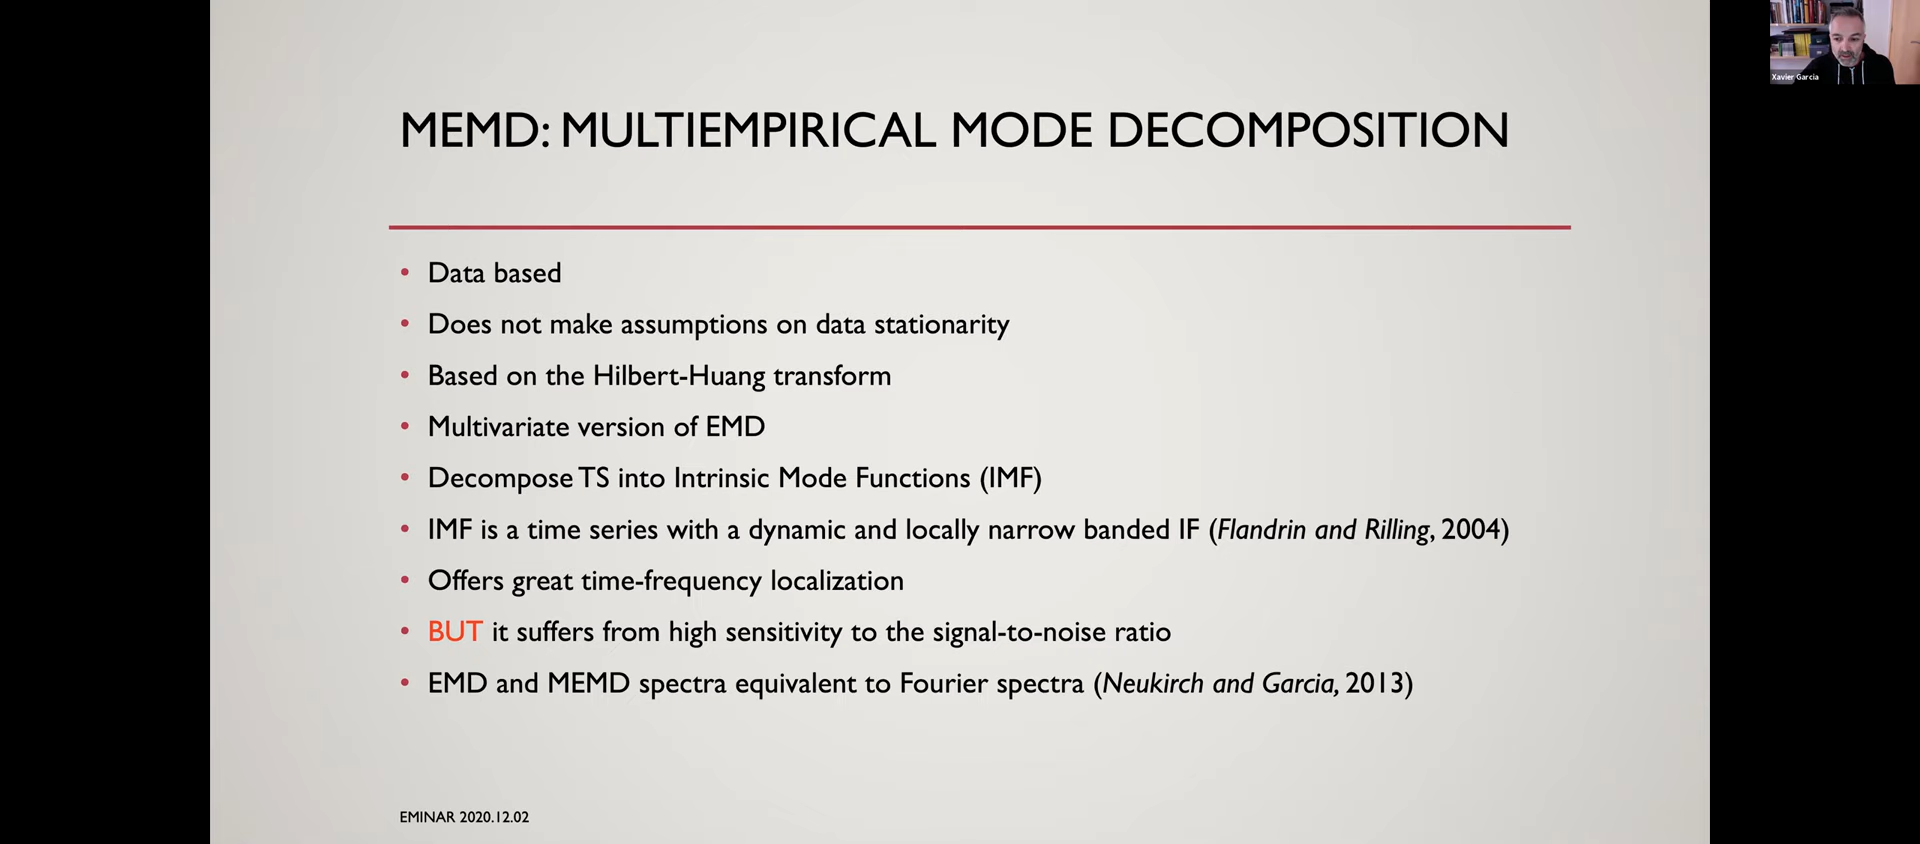 MEMD: MULTIEMPIRICAL MODE DECOMPOSITION
• Data based
• Does not make assumptions on data stationarity
• Based on the Hilbert-Huang transform
• Multivariate version of EMD
• Decompose TS into Intrinsic Mode Functions (IMF)
• IMF is a time series with a dynamic and locally narrow banded IF (Flandrin and Rilling, 2004)
• Offers great time-frequency localization
• BUT it suffers from high sensitivity to the signal-to-noise ratio
• EMD and MEMD spectra equivalent to Fourier spectra (Neukirch and Garcia, 2013)
EMINAR 2020.12.02
Xavier Garcia